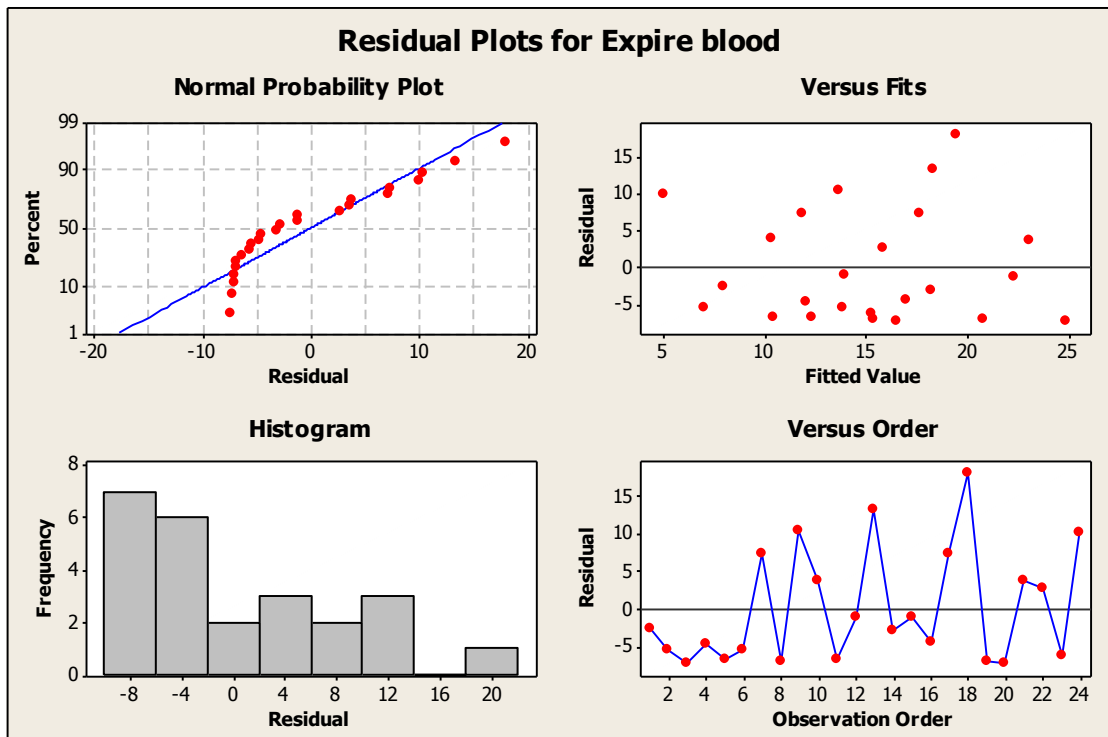 Residual Plots for Expire blood
Normal Probability Plot
99
90
50
10
1
Percent
-20 -10 0 10 20
Residual
Versus Fits
15
10
5
0
-5
Residual
5 10 15 20 25
Fitted Value
Histogram
8
6
4
2
0
Frequency
-8 -4 0 4 8 12 16 20
Residual
Versus Order
15
10
5
0
-5
Residual
2 4 6 8 10 12 14 16 18 20 22 24
Observation Order